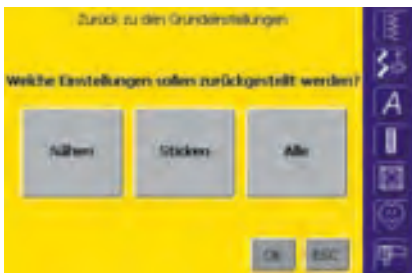 Zurück zu den Grundeinstellungen
Welche Einstellungen sollen zurückgestellt werden?
Nähen Sticken Alle
OK ESC
A